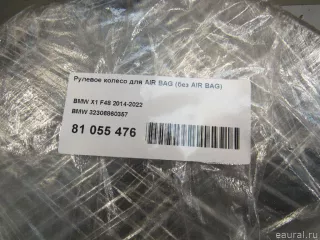 Рулевое колесо для AIR BAG (без AIR BAG)
BMW X1 F48 2014-2022
BMW 32306860367
81 055 476
eaural.ru